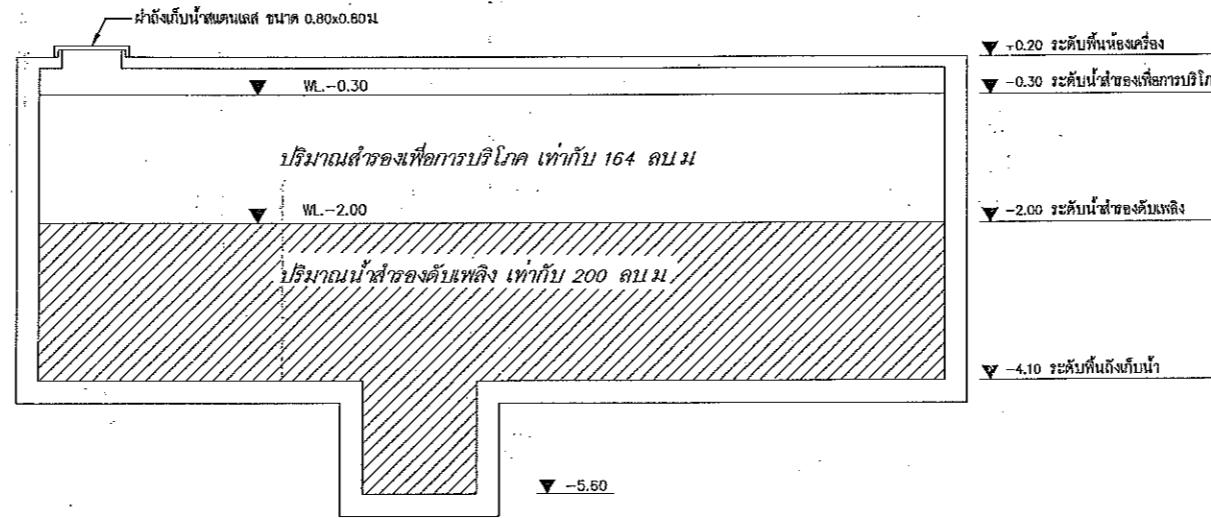 ฝาถังเก็บน้ำสแตนเลส ขนาด 0.80x0.80ม.
+0.20 ระดับพื้นห้องเครื่อง
WL.-0.30
-0.30 ระดับน้ำสำรองเพื่อการบริโภ
ปริมาณสำรองเพื่อการบริโภค เท่ากับ 164 ลบ.ม.
WL.-2.00
-2.00 ระดับน้ำสำรองดับเพลิง
ปริมาณน้ำสำรองดับเพลิง เท่ากับ 200 ลบ.ม.
-4.10 ระดับพื้นถังเก็บน้ำ
-5.60